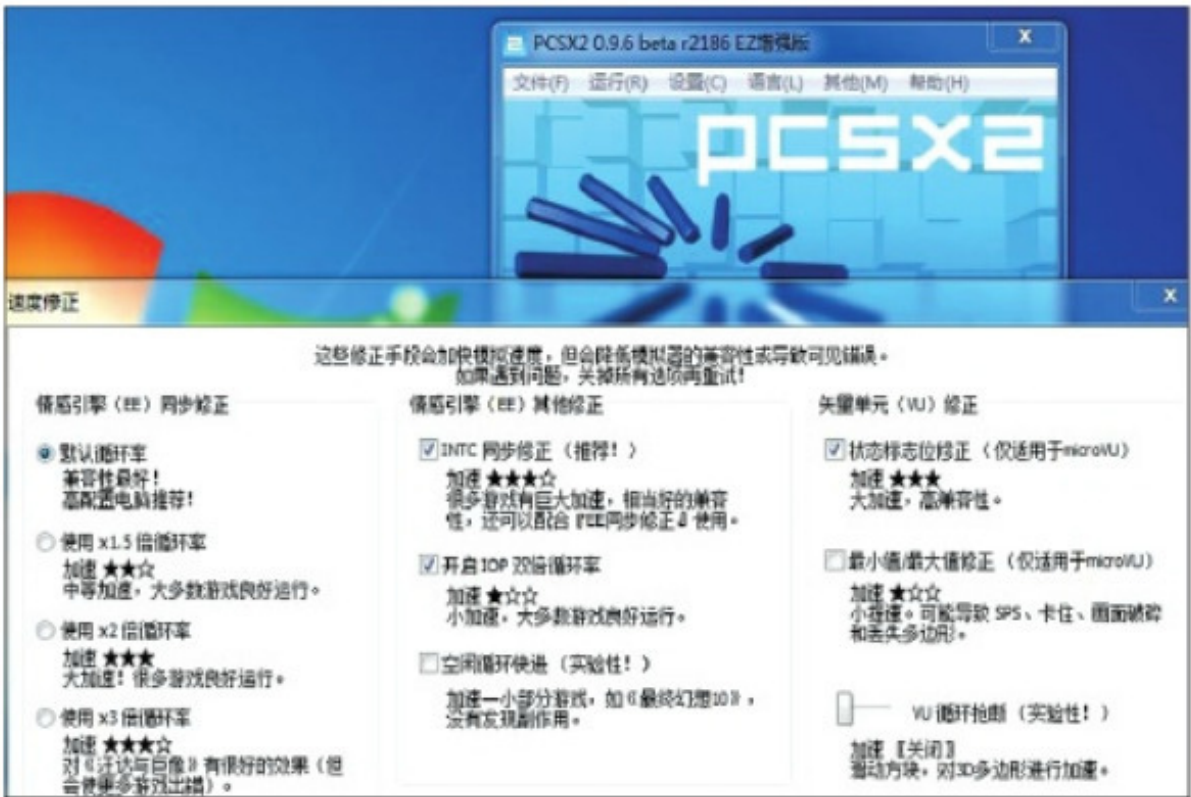 PCSX2 0.9.6 beta r2186 EZ增强版
文件(F) 运行(R) 设置(C) 语言(L) 其他(M) 帮助(H)
PCSX2
速度修正
这些修正手段会加快模拟速度，但会降低模拟器的兼容性或导致可见错误。
如果遇到问题，关掉所有选项再重试！
情感引擎（EE）同步修正
默认循环率
兼容性最好！
高配置电脑推荐！
使用 x1.5 倍循环率
加速 ★★☆
中等加速，大多数游戏良好运行。
使用 x2 倍循环率
加速 ★★★
大加速！很多游戏良好运行。
使用 x3 倍循环率
加速 ★★★☆
对《汪达与巨像》有很好的效果（但
会使更多游戏出错）。
情感引擎（EE）其他修正
INTC 同步修正（推荐！）
加速 ★★★☆
很多游戏有巨大加速，相当好的兼容
性，还可以配合『EE同步修正』使用。
开启 IOP 双倍循环率
加速 ★☆☆
小加速，大多数游戏良好运行。
空闲循环快进（实验性！）
加速一小部分游戏，如《最终幻想10》，
没有发现副作用。
矢量单元（VU）修正
状态标志位修正（仅适用于microVU）
加速 ★★★
大加速，高兼容性。
最小值/最大值修正（仅适用于microVU）
加速 ★☆☆
小提速。可能导致 SPS、卡住、画面破碎
和丢失多边形。
VU 循环抢断（实验性！）
加速【关闭】
滑动方块，对3D多边形进行加速。